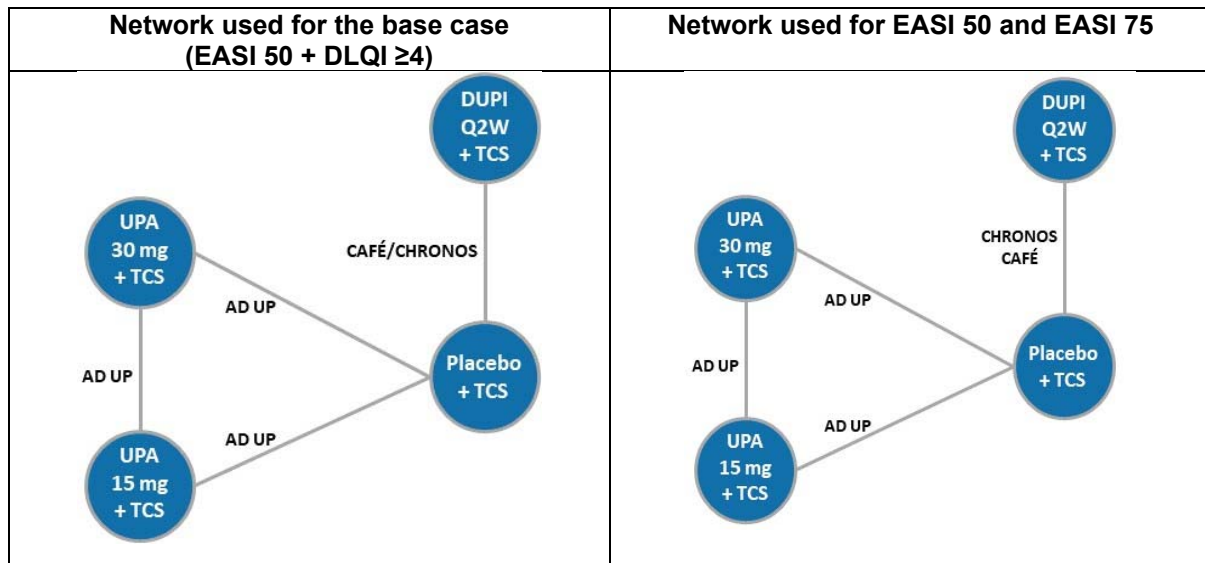 Network used for the base case
(EASI 50 + DLQI ≥4)
DUPI
Q2W
+ TCS
UPA
30 mg
+ TCS
CAFÉ/CHRONOS
AD UP
AD UP
Placebo
+ TCS
AD UP
UPA
15 mg
+ TCS
Network used for EASI 50 and EASI 75
DUPI
Q2W
+ TCS
UPA
30 mg
+ TCS
CHRONOS
CAFÉ
AD UP
AD UP
Placebo
+ TCS
AD UP
UPA
15 mg
+ TCS